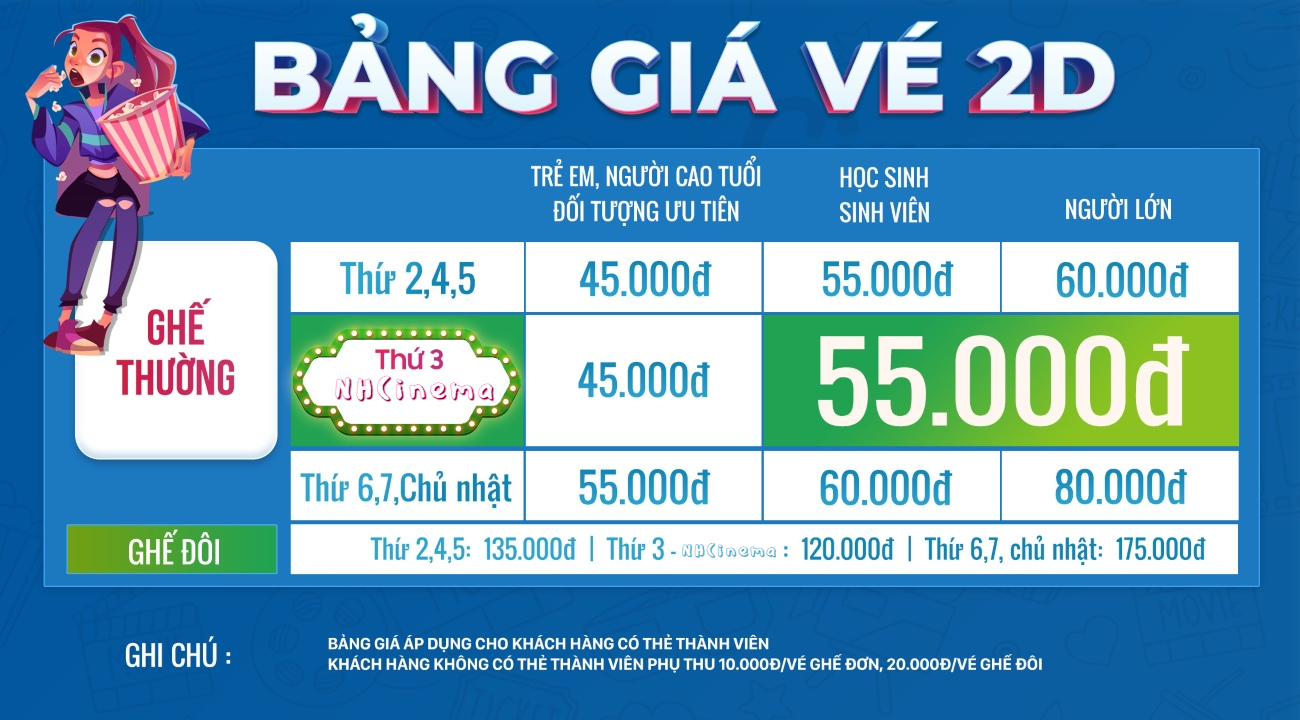 BẢNG GIÁ VÉ 2D
TRẺ EM, NGƯỜI CAO TUỔI
ĐỐI TƯỢNG ƯU TIÊN
HỌC SINH
SINH VIÊN
NGƯỜI LỚN
GHẾ
THƯỜNG
Thứ 2,4,5
45.000đ
55.000đ
60.000đ
Thứ 3
NHCinema
45.000đ
55.000đ
Thứ 6,7,Chủ nhật
55.000đ
60.000đ
80.000đ
GHẾ ĐÔI
Thứ 2,4,5: 135.000đ | Thứ 3 - NHCinema : 120.000đ | Thứ 6,7, chủ nhật: 175.000đ
GHI CHÚ :
BẢNG GIÁ ÁP DỤNG CHO KHÁCH HÀNG CÓ THẺ THÀNH VIÊN
KHÁCH HÀNG KHÔNG CÓ THẺ THÀNH VIÊN PHỤ THU 10.000Đ/VÉ GHẾ ĐƠN, 20.000Đ/VÉ GHẾ ĐÔI
MOVIE
TICKET